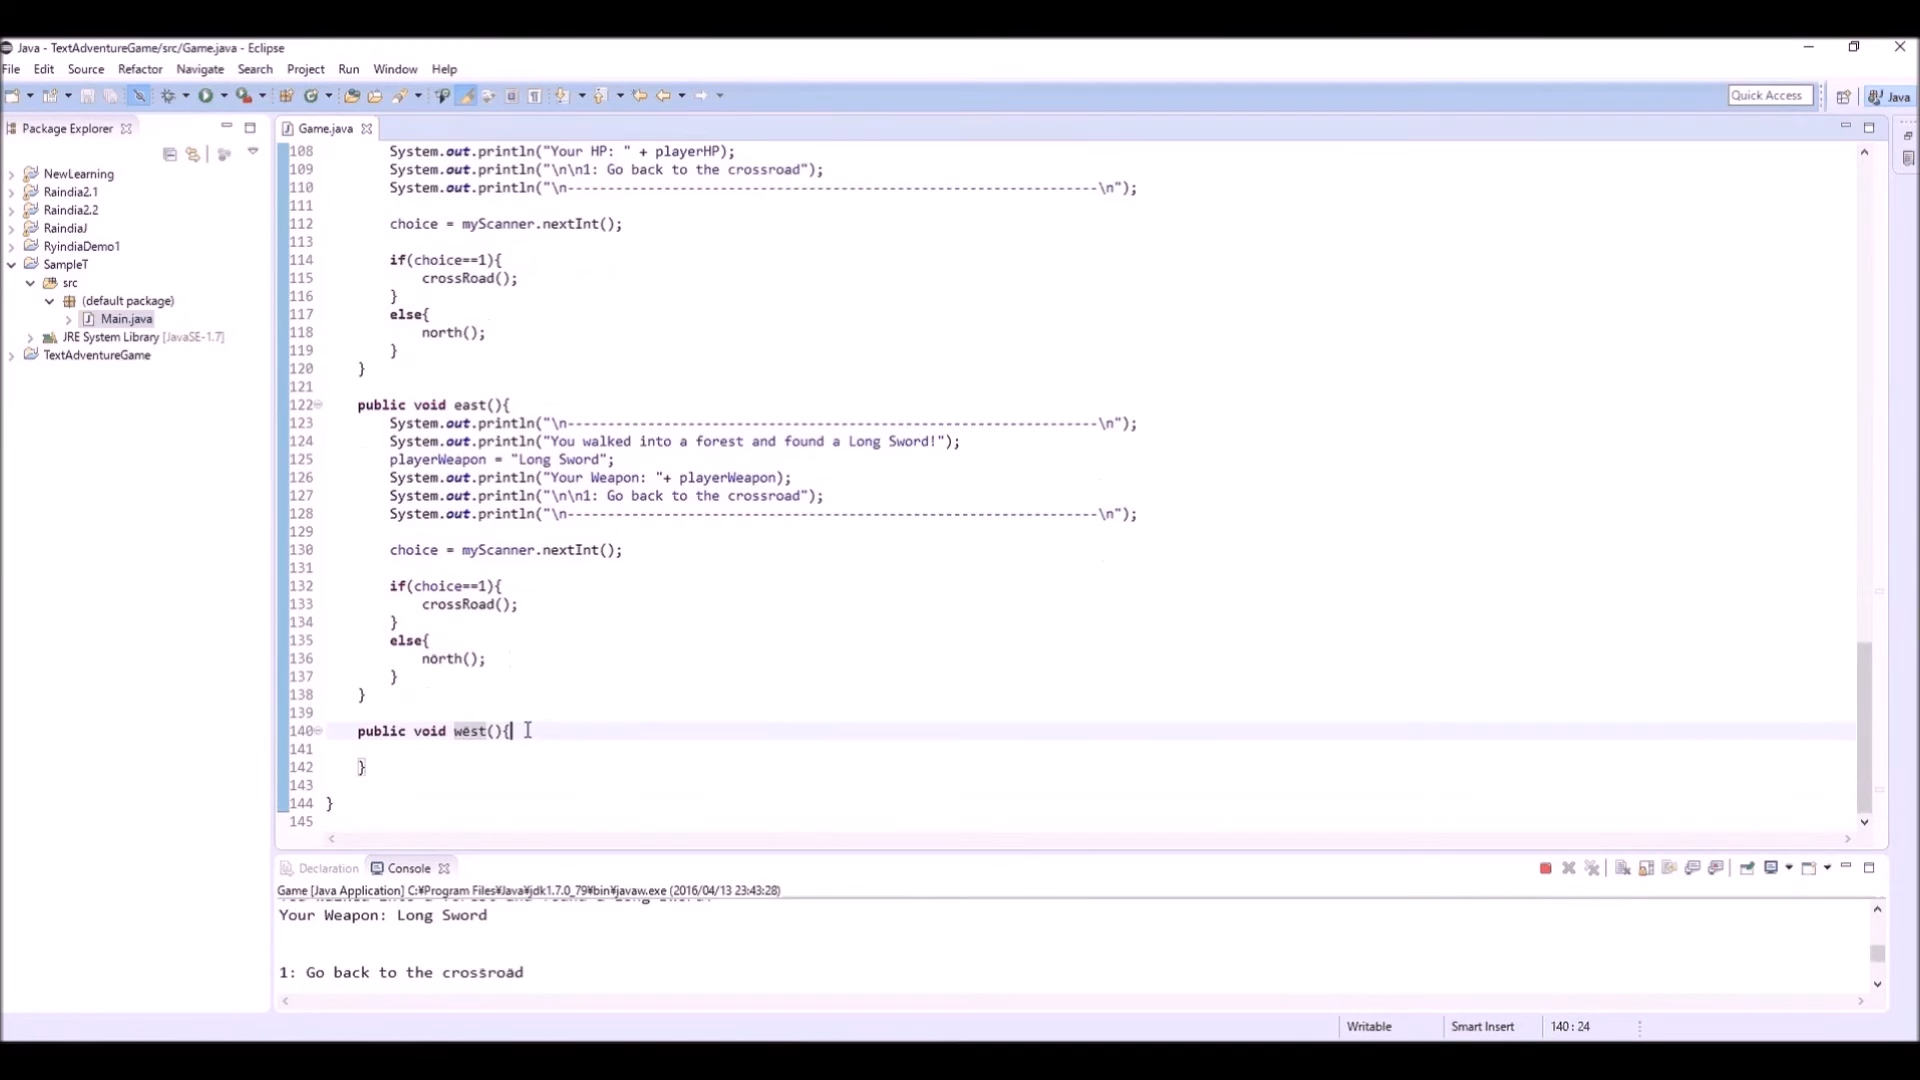 Java - TextAdventureGame/src/Game.java - Eclipse
File Edit Source Refactor Navigate Search Project Run Window Help
Quick Access
Java
Package Explorer
NewLearning
Raindia2.1
Raindia2.2
RaindiaJ
RyindiaDemo1
SampleT
src
(default package)
Main.java
JRE System Library [JavaSE-1.7]
TextAdventureGame
Game.java
108 System.out.println("Your HP: " + playerHP);
109 System.out.println("\n\n1: Go back to the crossroad");
110 System.out.println("\n------------------------------------------------------------------\n");
111
112 choice = myScanner.nextInt();
113
114 if(choice==1){
115 crossRoad();
116 }
117 else{
118 north();
119 }
120 }
121
122 public void east(){
123 System.out.println("\n------------------------------------------------------------------\n");
124 System.out.println("You walked into a forest and found a Long Sword!");
125 playerWeapon = "Long Sword";
126 System.out.println("Your Weapon: "+ playerWeapon);
127 System.out.println("\n\n1: Go back to the crossroad");
128 System.out.println("\n------------------------------------------------------------------\n");
129
130 choice = myScanner.nextInt();
131
132 if(choice==1){
133 crossRoad();
134 }
135 else{
136 north();
137 }
138 }
139
140 public void west(){
141
142 }
143
144 }
145
Declaration Console
Game [Java Application] C:¥Program Files¥Java¥jdk1.7.0_79¥bin¥javaw.exe (2016/04/13 23:43:28)
Your Weapon: Long Sword
1: Go back to the crossroad
Writable Smart Insert 140 : 24